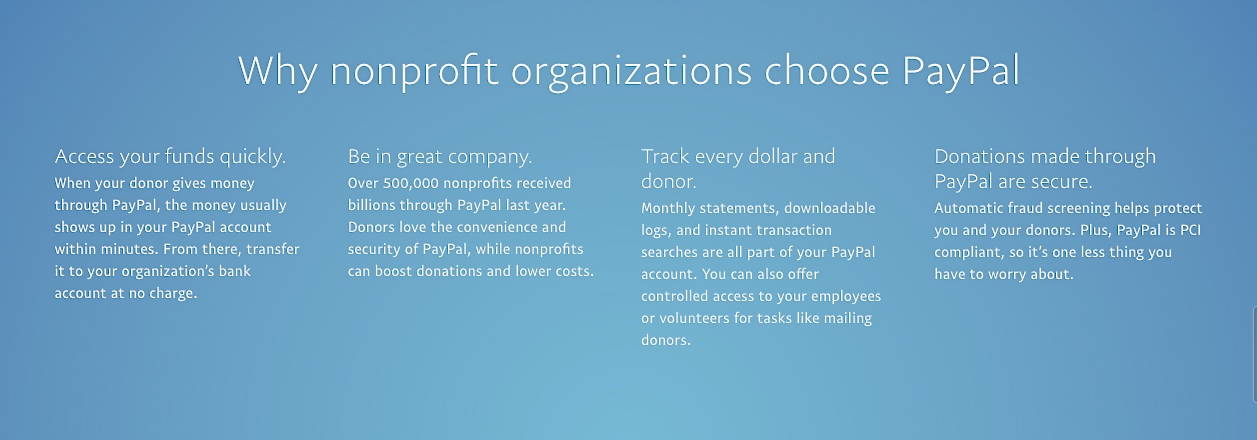 Why nonprofit organizations choose PayPal
Access your funds quickly.
When your donor gives money
through PayPal, the money usually
shows up in your PayPal account
within minutes. From there, transfer
it to your organization’s bank
account at no charge.
Be in great company.
Over 500,000 nonprofits received
billions through PayPal last year.
Donors love the convenience and
security of PayPal, while nonprofits
can boost donations and lower costs.
Track every dollar and
donor.
Monthly statements, downloadable
logs, and instant transaction
searches are all part of your PayPal
account. You can also offer
controlled access to your employees
or volunteers for tasks like mailing
donors.
Donations made through
PayPal are secure.
Automatic fraud screening helps protect
you and your donors. Plus, PayPal is PCI
compliant, so it’s one less thing you
have to worry about.